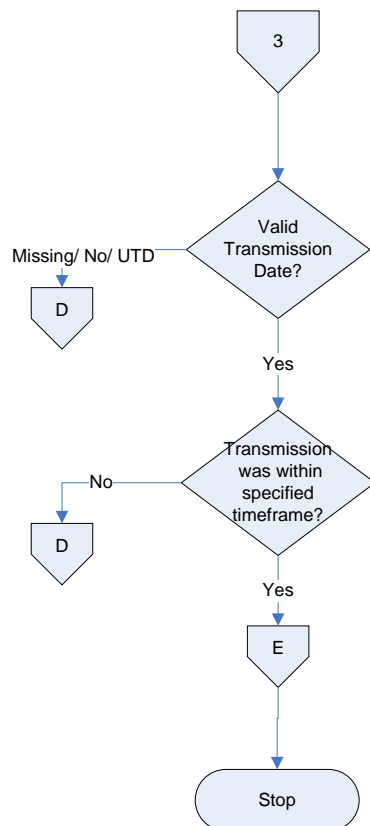 3
Valid
Transmission
Date?
Missing/ No/ UTD
D
Yes
Transmission
was within
specified
timeframe?
No
D
Yes
E
Stop